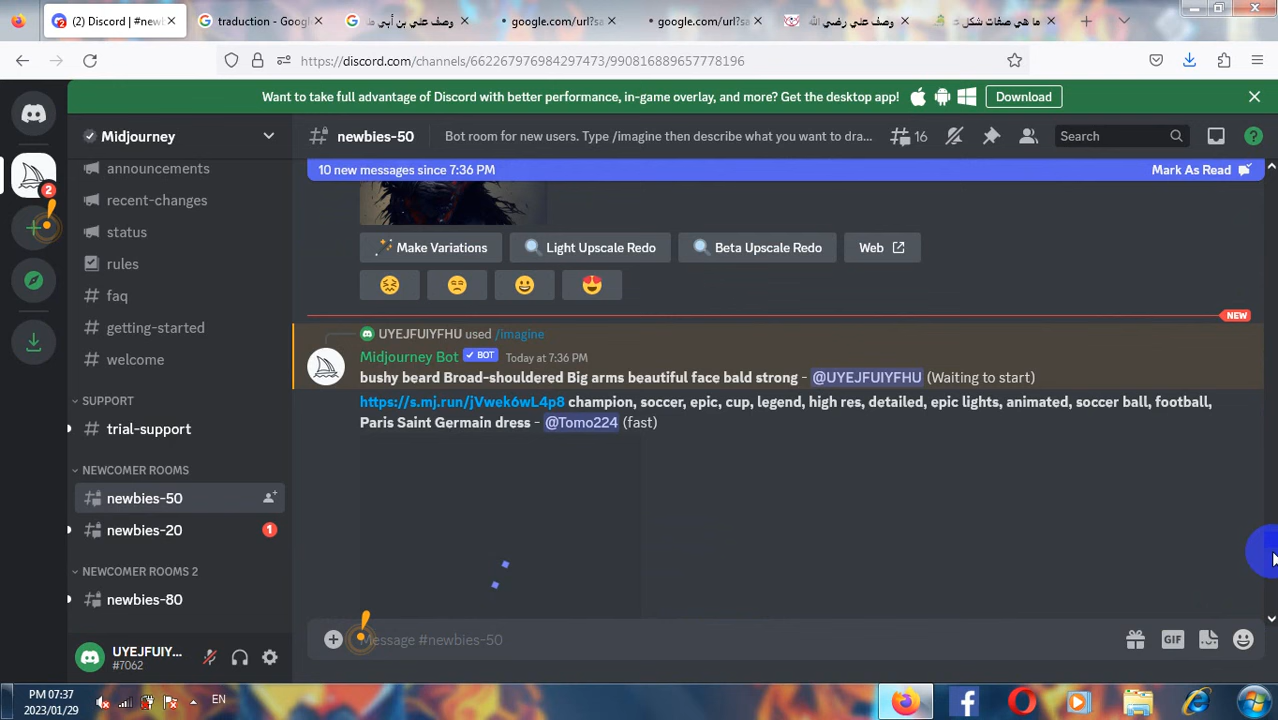 (2) Discord | #newb
traduction - Googl
وصف علي بن أبي ط
google.com/url?sa
google.com/url?sa
وصف علي رضي الله
ما هي صفات شكل
https://discord.com/channels/662267976984297473/990816889657778196
Want to take full advantage of Discord with better performance, in-game overlay, and more? Get the desktop app!
Download
Midjourney
newbies-50
Bot room for new users. Type /imagine then describe what you want to dra...
16
Search
announcements
10 new messages since 7:36 PM
Mark As Read
recent-changes
2
status
rules
Make Variations
Light Upscale Redo
Beta Upscale Redo
Web
faq
getting-started
NEW
UYEJFUIYFHU used /imagine
welcome
Midjourney Bot BOT Today at 7:36 PM
bushy beard Broad-shouldered Big arms beautiful face bald strong - @UYEJFUIYFHU (Waiting to start)
SUPPORT
https://s.mj.run/jVwek6wL4p8 champion, soccer, epic, cup, legend, high res, detailed, epic lights, animated, soccer ball, football,
trial-support
Paris Saint Germain dress - @Tomo224 (fast)
NEWCOMER ROOMS
newbies-50
newbies-20
1
NEWCOMER ROOMS 2
newbies-80
UYEJFUIY...
#7062
Message #newbies-50
GIF
PM 07:37
2023/01/29
EN